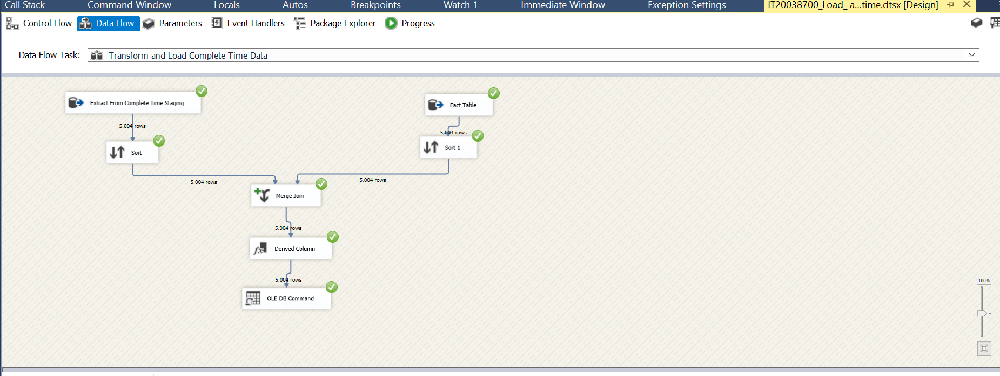 Call Stack Command Window Locals Autos Breakpoints Watch 1 Immediate Window Exception Settings IT20038700_Load_ a...time.dtsx [Design]
Control Flow Data Flow Parameters Event Handlers Package Explorer Progress
Data Flow Task: Transform and Load Complete Time Data
Extract From Complete Time Staging
Fact Table
5,004 rows
5,004 rows
Sort
Sort 1
5,004 rows
5,004 rows
Merge Join
5,004 rows
Derived Column
5,004 rows
OLE DB Command
100%